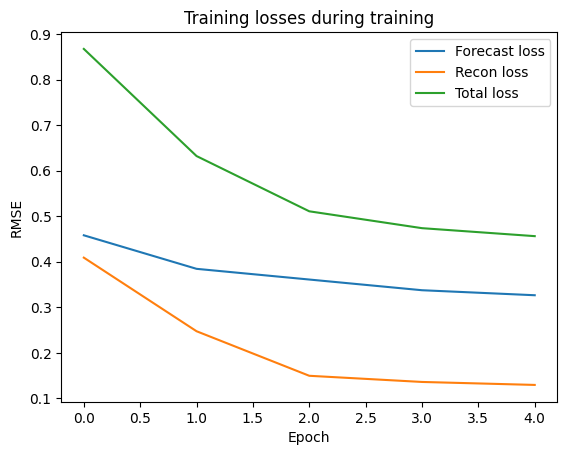 Training losses during training
0.9
0.8
0.7
0.6
0.5
0.4
0.3
0.2
0.1
RMSE
Forecast loss
Recon loss
Total loss
0.0 0.5 1.0 1.5 2.0 2.5 3.0 3.5 4.0
Epoch